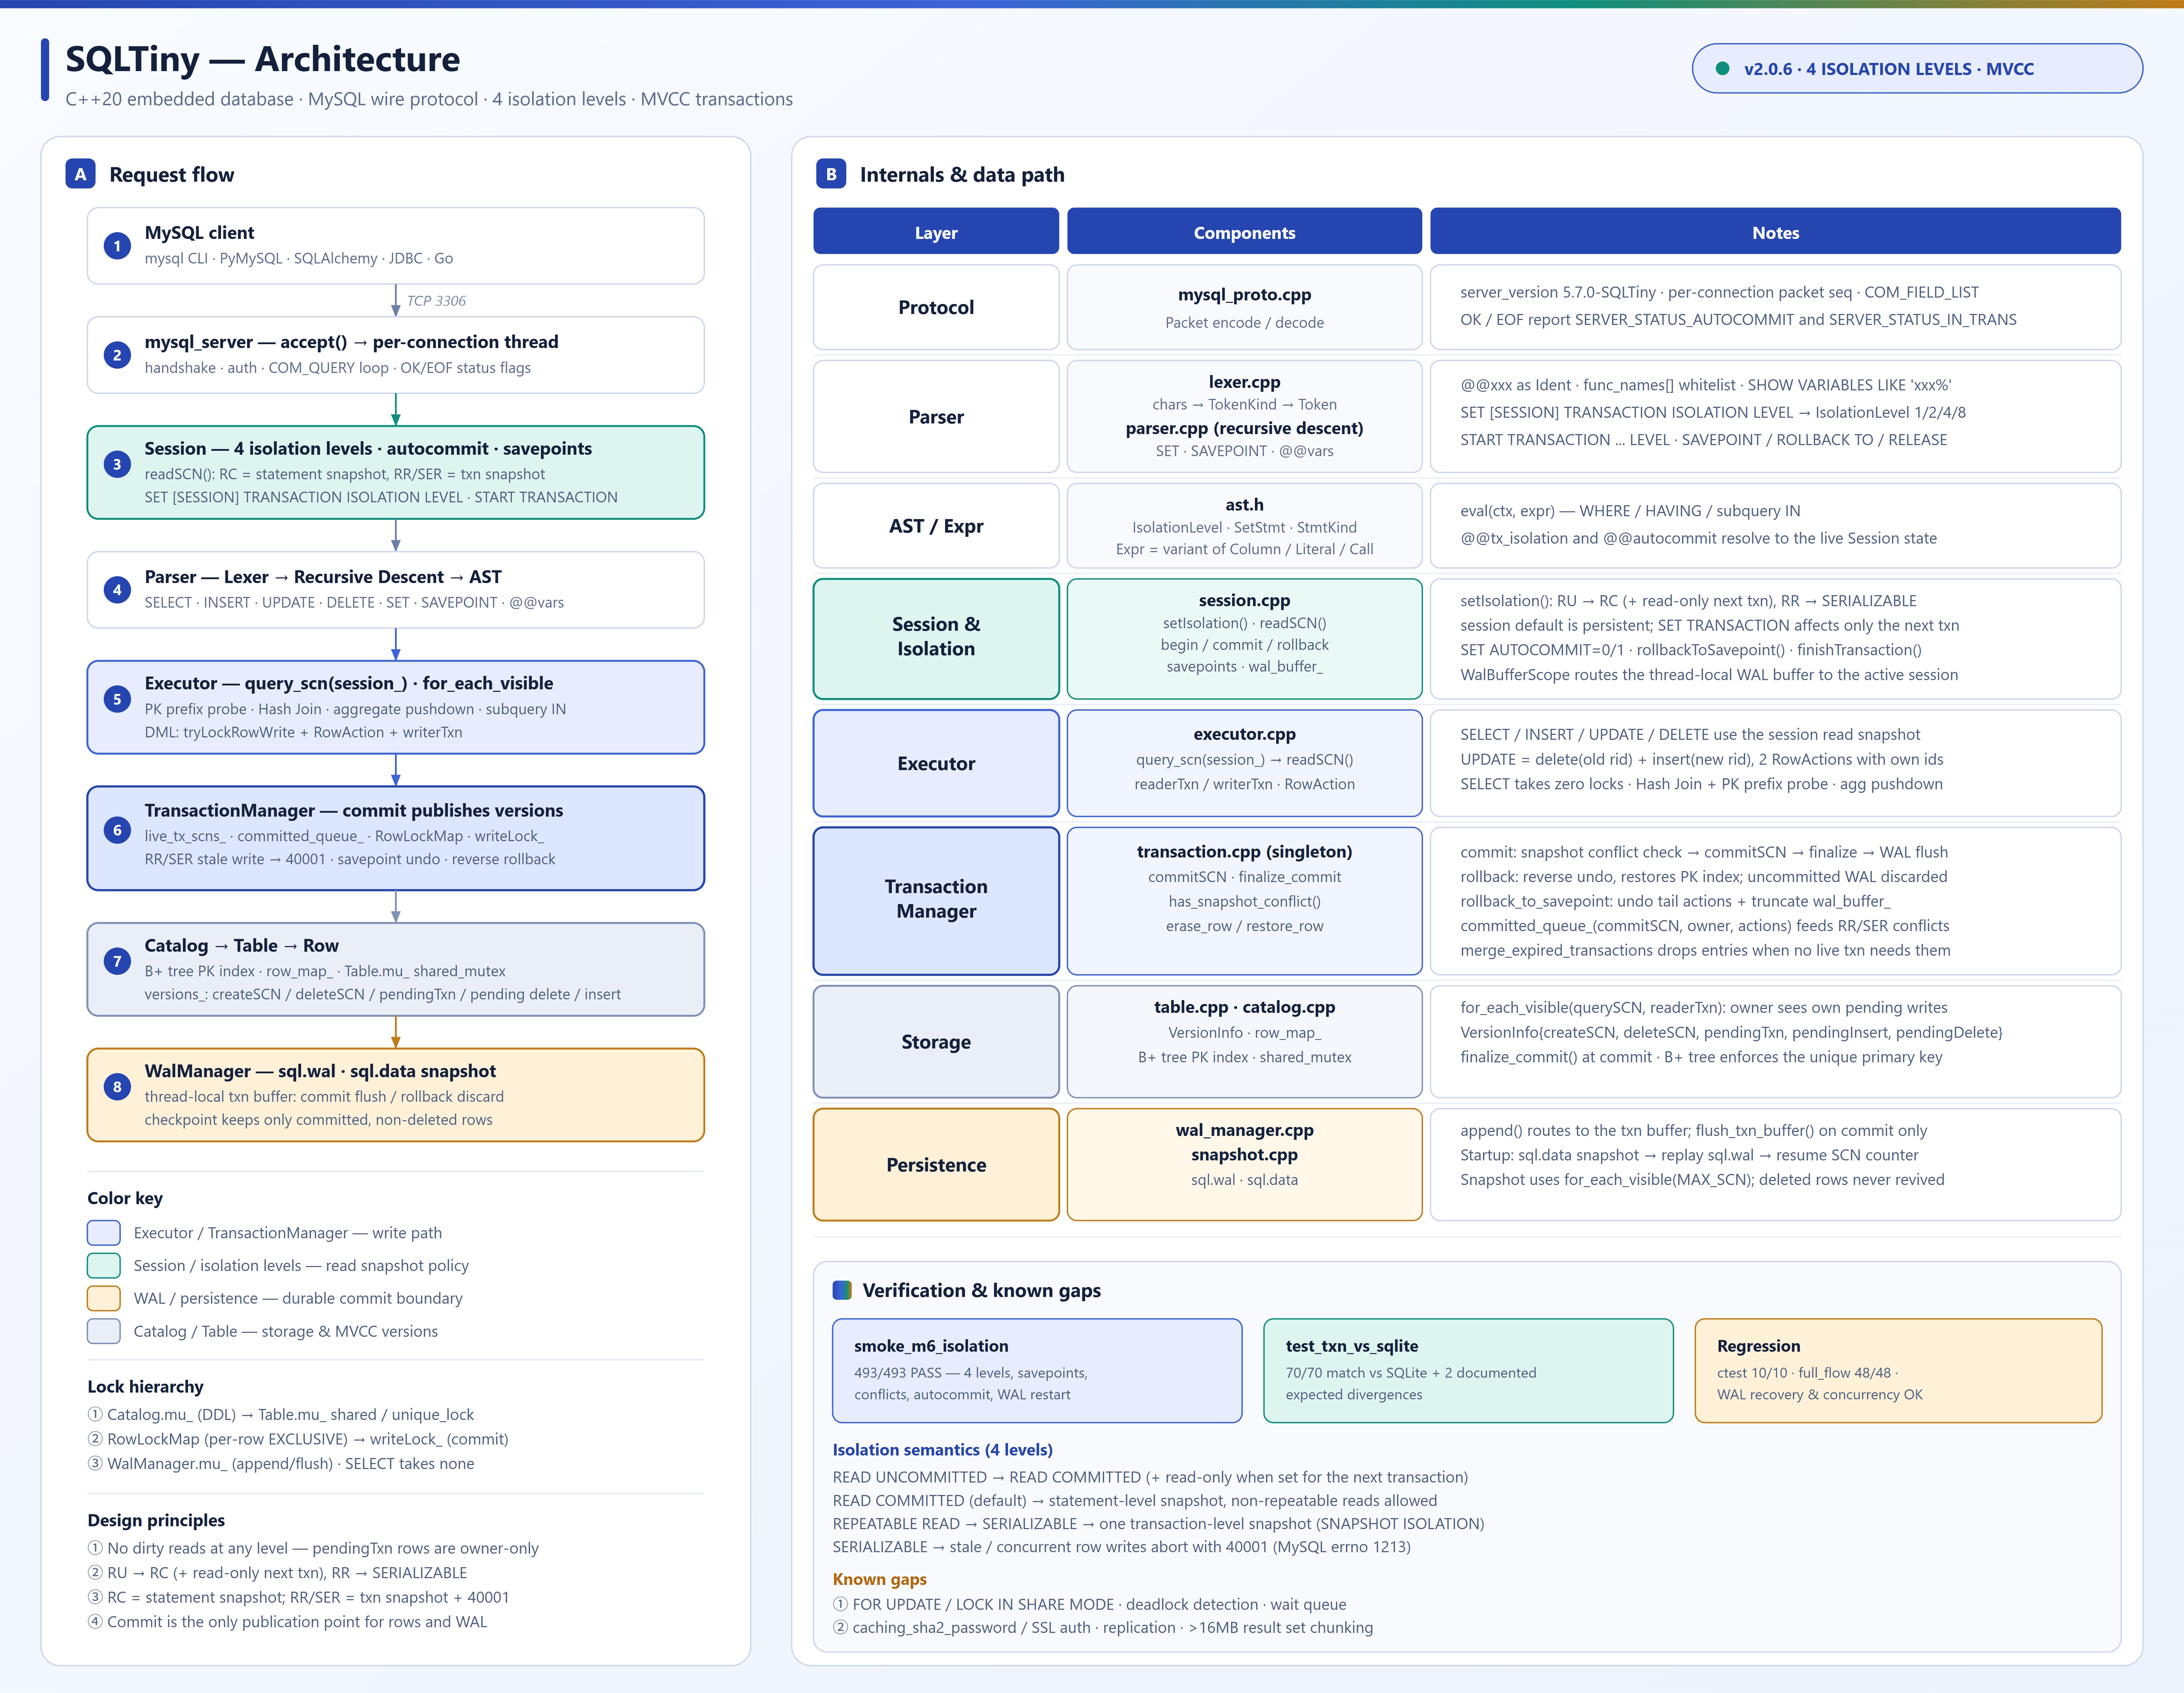 SQLTiny — Architecture
C++20 embedded database · MySQL wire protocol · 4 isolation levels · MVCC transactions
v2.0.6 · 4 ISOLATION LEVELS · MVCC
A Request flow
1 MySQL client
mysql CLI · PyMySQL · SQLAlchemy · JDBC · Go
TCP 3306
2 mysql_server — accept() → per-connection thread
handshake · auth · COM_QUERY loop · OK/EOF status flags
3 Session — 4 isolation levels · autocommit · savepoints
readSCN(): RC = statement snapshot, RR/SER = txn snapshot
SET [SESSION] TRANSACTION ISOLATION LEVEL · START TRANSACTION
4 Parser — Lexer → Recursive Descent → AST
SELECT · INSERT · UPDATE · DELETE · SET · SAVEPOINT · @@vars
5 Executor — query_scn(session_) · for_each_visible
PK prefix probe · Hash Join · aggregate pushdown · subquery IN
DML: tryLockRowWrite + RowAction + writerTxn
6 TransactionManager — commit publishes versions
live_tx_scns_ · committed_queue_ · RowLockMap · writeLock_
RR/SER stale write → 40001 · savepoint undo · reverse rollback
7 Catalog → Table → Row
B+ tree PK index · row_map_ · Table.mu_ shared_mutex
versions_: createSCN / deleteSCN / pendingTxn / pending delete / insert
8 WalManager — sql.wal · sql.data snapshot
thread-local txn buffer: commit flush / rollback discard
checkpoint keeps only committed, non-deleted rows
Color key
Executor / TransactionManager — write path
Session / isolation levels — read snapshot policy
WAL / persistence — durable commit boundary
Catalog / Table — storage & MVCC versions
Lock hierarchy
① Catalog.mu_ (DDL) → Table.mu_ shared / unique_lock
② RowLockMap (per-row EXCLUSIVE) → writeLock_ (commit)
③ WalManager.mu_ (append/flush) · SELECT takes none
Design principles
① No dirty reads at any level — pendingTxn rows are owner-only
② RU → RC (+ read-only next txn), RR → SERIALIZABLE
③ RC = statement snapshot; RR/SER = txn snapshot + 40001
④ Commit is the only publication point for rows and WAL
B Internals & data path
Layer
Components
Notes
Protocol
mysql_proto.cpp
Packet encode / decode
server_version 5.7.0-SQLTiny · per-connection packet seq · COM_FIELD_LIST
OK / EOF report SERVER_STATUS_AUTOCOMMIT and SERVER_STATUS_IN_TRANS
Parser
lexer.cpp
chars → TokenKind → Token
parser.cpp (recursive descent)
SET · SAVEPOINT · @@vars
@@xxx as Ident · func_names[] whitelist · SHOW VARIABLES LIKE 'xxx%'
SET [SESSION] TRANSACTION ISOLATION LEVEL → IsolationLevel 1/2/4/8
START TRANSACTION ... LEVEL · SAVEPOINT / ROLLBACK TO / RELEASE
AST / Expr
ast.h
IsolationLevel · SetStmt · StmtKind
Expr = variant of Column / Literal / Call
eval(ctx, expr) — WHERE / HAVING / subquery IN
@@tx_isolation and @@autocommit resolve to the live Session state
Session &
Isolation
session.cpp
setIsolation() · readSCN()
begin / commit / rollback
savepoints · wal_buffer_
setIsolation(): RU → RC (+ read-only next txn), RR → SERIALIZABLE
session default is persistent; SET TRANSACTION affects only the next txn
SET AUTOCOMMIT=0/1 · rollbackToSavepoint() · finishTransaction()
WalBufferScope routes the thread-local WAL buffer to the active session
Executor
executor.cpp
query_scn(session_) → readSCN()
readerTxn / writerTxn · RowAction
SELECT / INSERT / UPDATE / DELETE use the session read snapshot
UPDATE = delete(old rid) + insert(new rid), 2 RowActions with own ids
SELECT takes zero locks · Hash Join + PK prefix probe · agg pushdown
Transaction
Manager
transaction.cpp (singleton)
commitSCN · finalize_commit
has_snapshot_conflict()
erase_row / restore_row
commit: snapshot conflict check → commitSCN → finalize → WAL flush
rollback: reverse undo, restores PK index; uncommitted WAL discarded
rollback_to_savepoint: undo tail actions + truncate wal_buffer_
committed_queue_(commitSCN, owner, actions) feeds RR/SER conflicts
merge_expired_transactions drops entries when no live txn needs them
Storage
table.cpp · catalog.cpp
VersionInfo · row_map_
B+ tree PK index · shared_mutex
for_each_visible(querySCN, readerTxn): owner sees own pending writes
VersionInfo{createSCN, deleteSCN, pendingTxn, pendingInsert, pendingDelete}
finalize_commit() at commit · B+ tree enforces the unique primary key
Persistence
wal_manager.cpp
snapshot.cpp
sql.wal · sql.data
append() routes to the txn buffer; flush_txn_buffer() on commit only
Startup: sql.data snapshot → replay sql.wal → resume SCN counter
Snapshot uses for_each_visible(MAX_SCN); deleted rows never revived
Verification & known gaps
smoke_m6_isolation
493/493 PASS — 4 levels, savepoints,
conflicts, autocommit, WAL restart
test_txn_vs_sqlite
70/70 match vs SQLite + 2 documented
expected divergences
Regression
ctest 10/10 · full_flow 48/48 ·
WAL recovery & concurrency OK
Isolation semantics (4 levels)
READ UNCOMMITTED → READ COMMITTED (+ read-only when set for the next transaction)
READ COMMITTED (default) → statement-level snapshot, non-repeatable reads allowed
REPEATABLE READ → SERIALIZABLE → one transaction-level snapshot (SNAPSHOT ISOLATION)
SERIALIZABLE → stale / concurrent row writes abort with 40001 (MySQL errno 1213)
Known gaps
① FOR UPDATE / LOCK IN SHARE MODE · deadlock detection · wait queue
② caching_sha2_password / SSL auth · replication · >16MB result set chunking